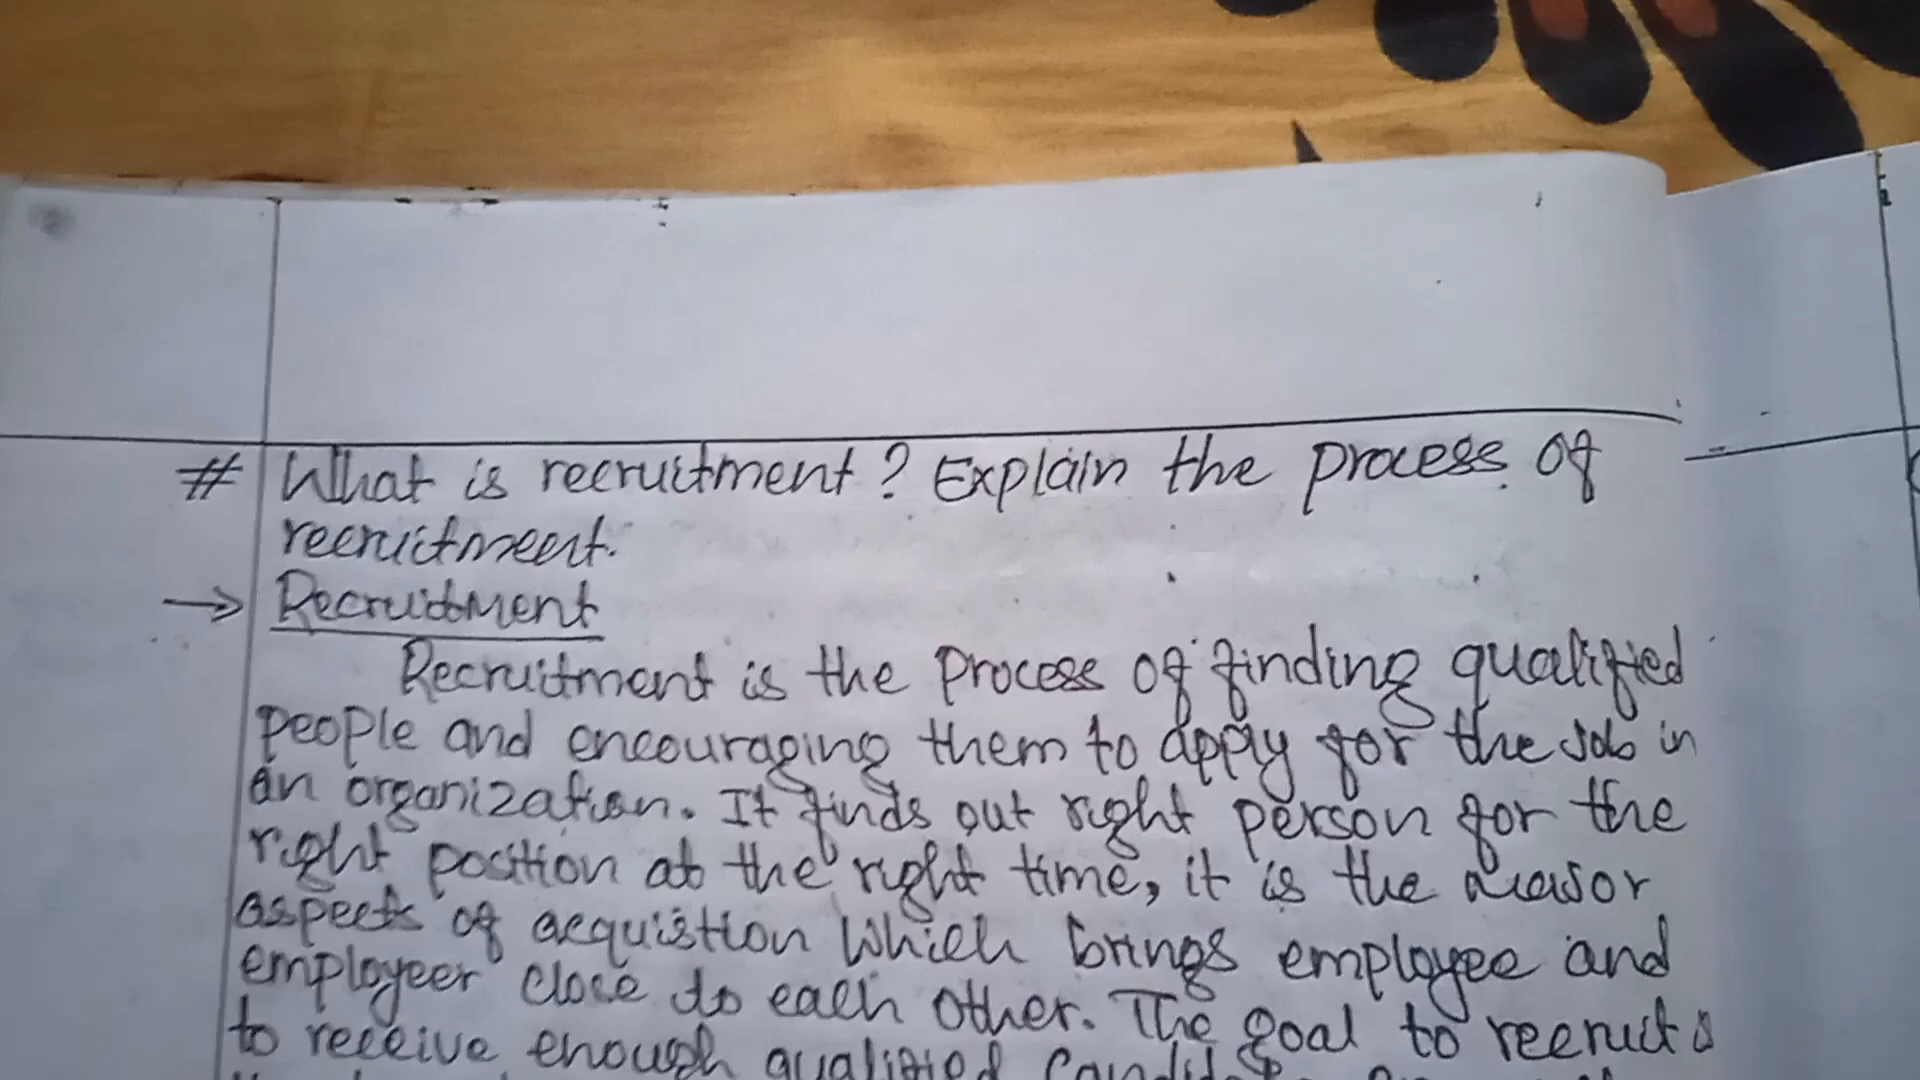 # What is recruitment? Explain the process of
recruitment.
→ Recruitment
Recruitment is the process of finding qualified
people and encouraging them to apply for the Job in
an organization. It finds out right person for the
right position at the right time, it is the
aspects of acquistion which brings employee and
employeer close to each other. The goal to recruit
to receive enough qualified